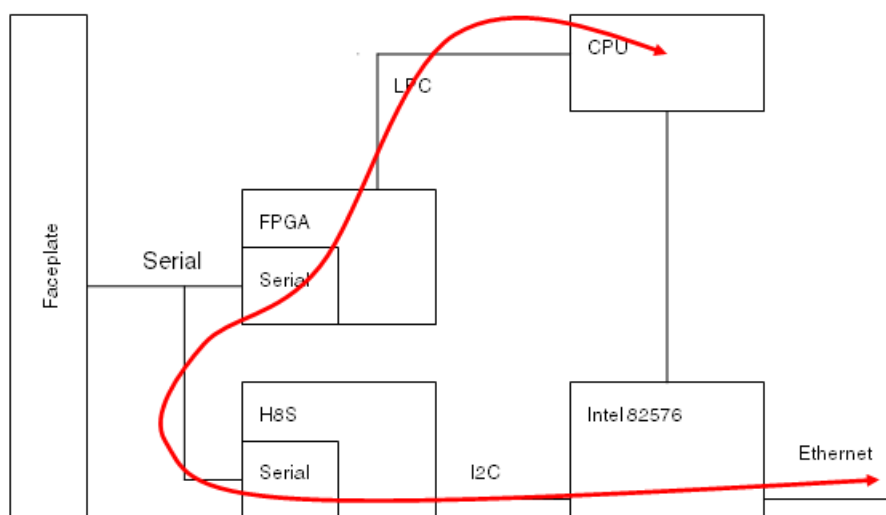 CPU
LPC
FPGA
Serial
Serial
Faceplate
H8S
Serial
I2C
Intel 82576
Ethernet